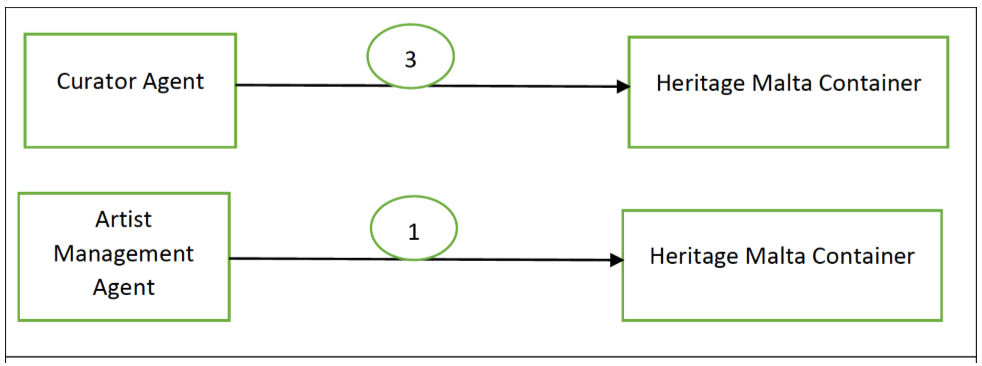 Curator Agent
3
Heritage Malta Container
Artist
Management
Agent
1
Heritage Malta Container